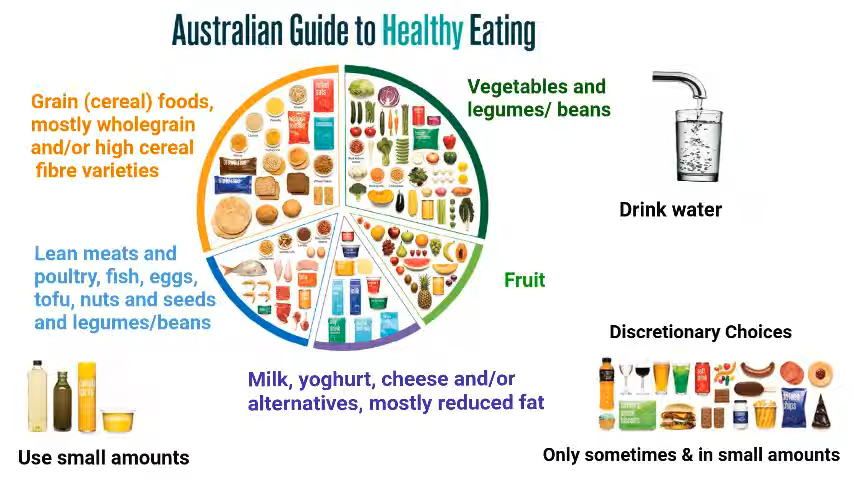 Australian Guide to Healthy Eating
Grain (cereal) foods,
mostly wholegrain
and/or high cereal
fibre varieties
Vegetables and
legumes/ beans
Drink water
Lean meats and
poultry, fish, eggs,
tofu, nuts and seeds
and legumes/beans
Fruit
Milk, yoghurt, cheese and/or
alternatives, mostly reduced fat
Use small amounts
Discretionary Choices
Only sometimes & in small amounts